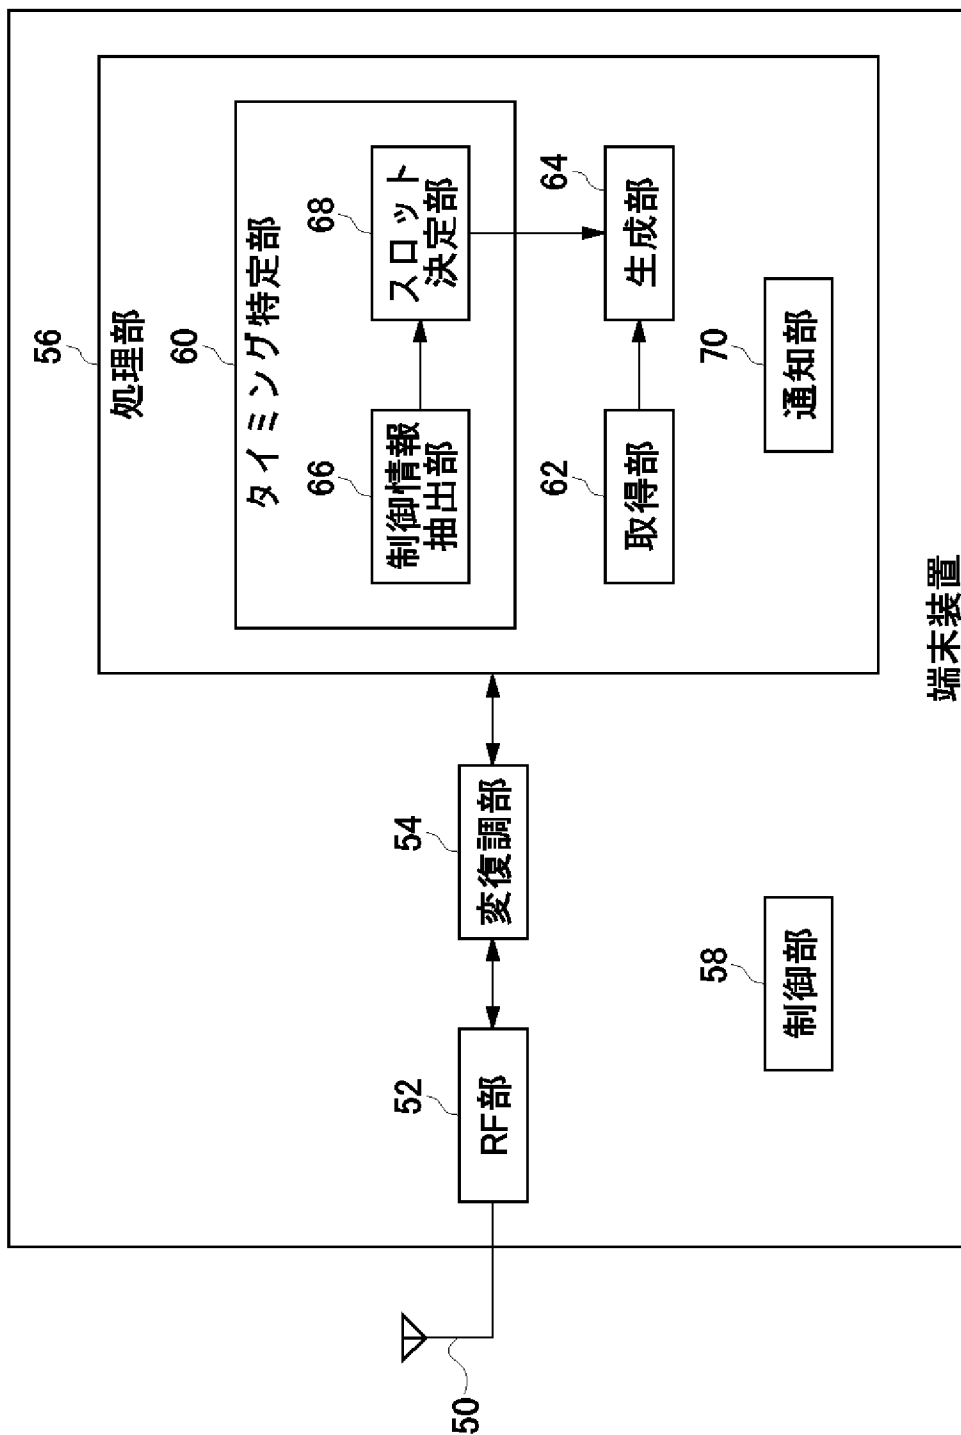 56
処理部
60
タイミング特定部
66
制御情報
抽出部
68
スロット
決定部
62
取得部
64
生成部
70
通知部
50
52
RF部
54
変復調部
58
制御部
端末装置